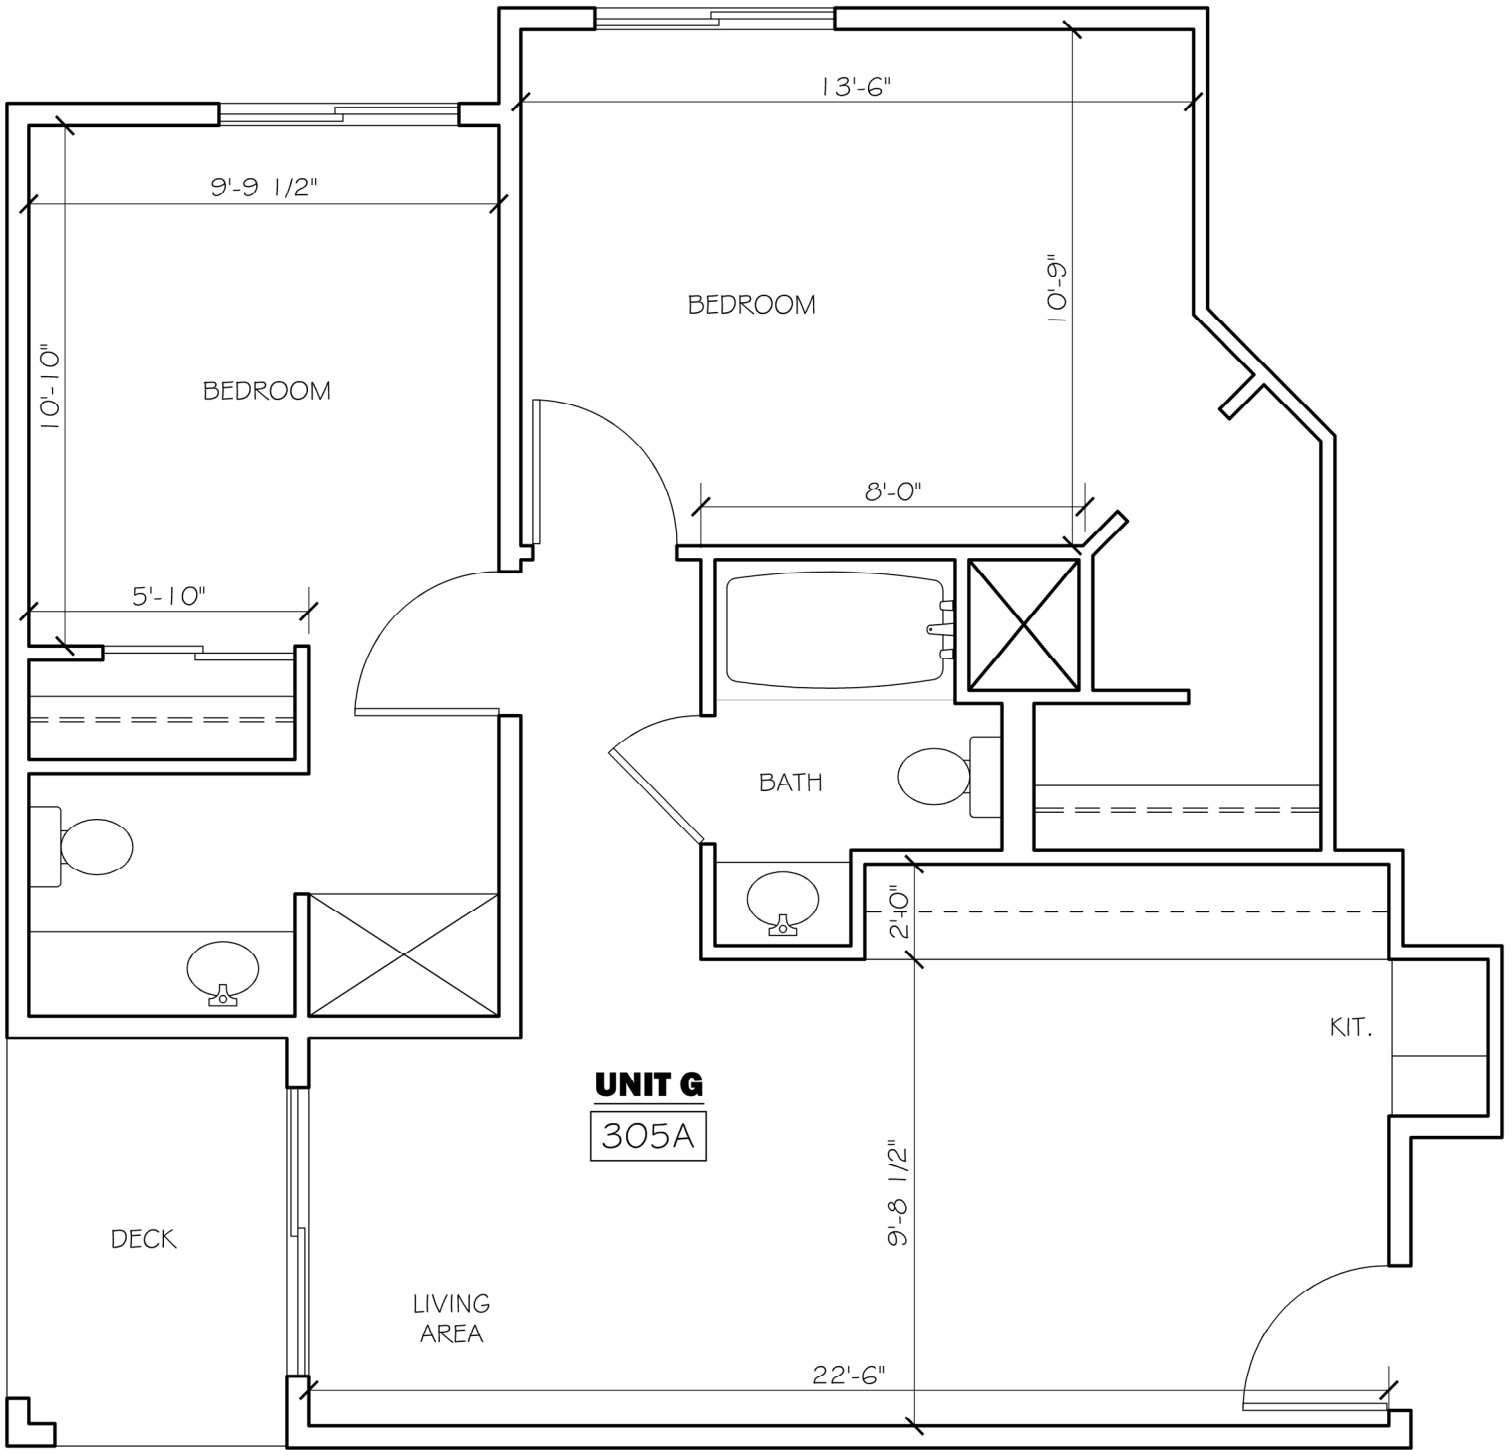 13'-6"
9'-9 1/2"
10'-9"
BEDROOM
10'-10"
BEDROOM
8'-0"
5'-10"
BATH
2'-0"
KIT.
UNIT G
305A
9'-8 1/2"
DECK
LIVING
AREA
22'-6"